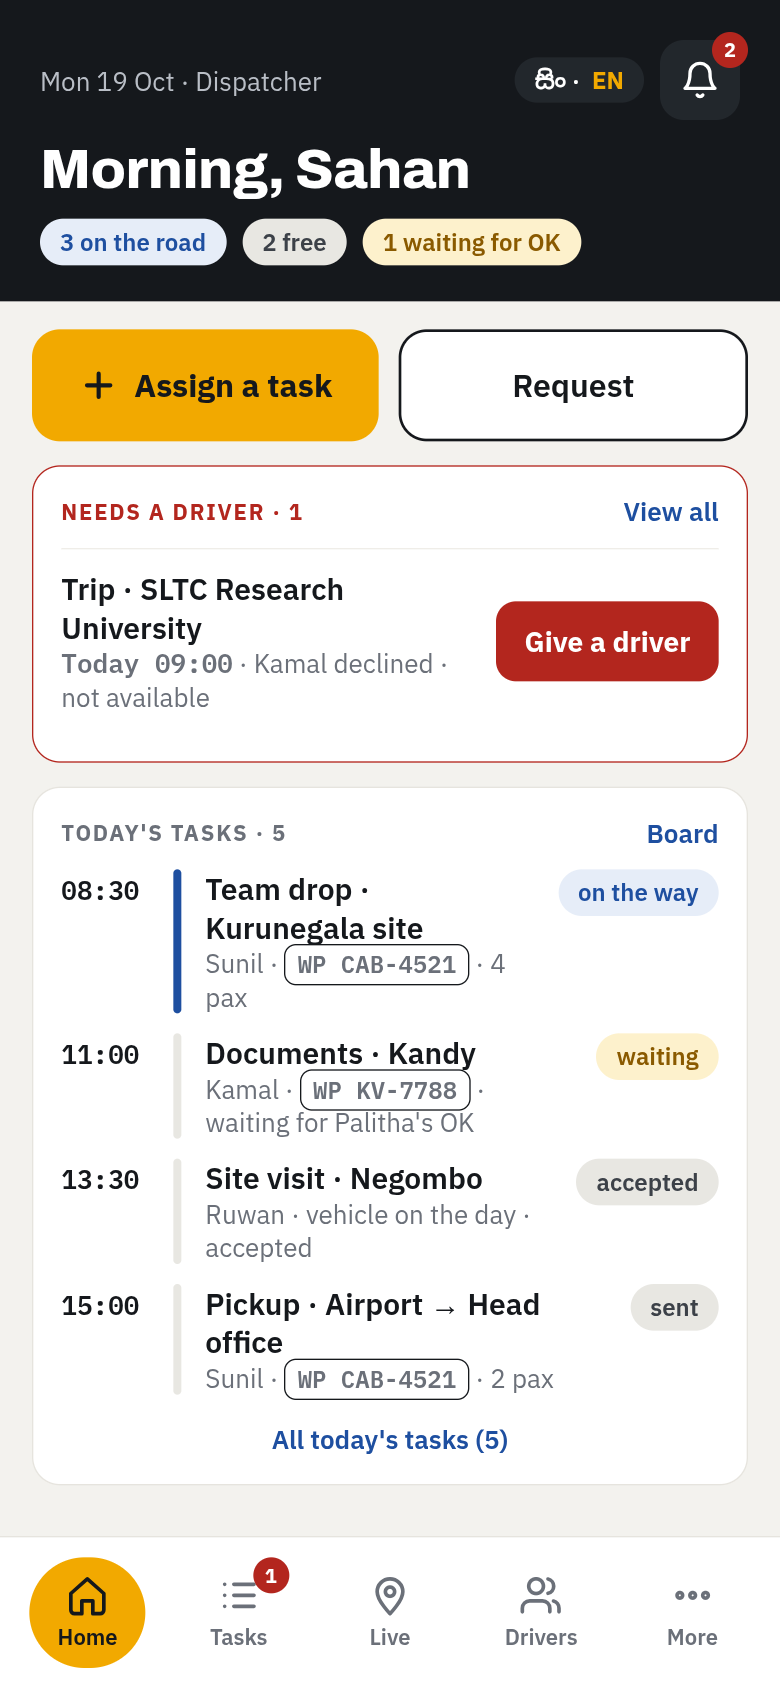 Mon 19 Oct · Dispatcher
සිං · EN
2
Morning, Sahan
3 on the road
2 free
1 waiting for OK
Assign a task
Request
NEEDS A DRIVER · 1
View all
Trip · SLTC Research
University
Today 09:00 · Kamal declined ·
not available
Give a driver
TODAY'S TASKS · 5
Board
08:30
Team drop ·
Kurunegala site
Sunil · WP CAB-4521 · 4
pax
on the way
11:00
Documents · Kandy
Kamal · WP KV-7788 ·
waiting for Palitha's OK
waiting
13:30
Site visit · Negombo
Ruwan · vehicle on the day ·
accepted
accepted
15:00
Pickup · Airport → Head
office
Sunil · WP CAB-4521 · 2 pax
sent
All today's tasks (5)
Home
1
Tasks
Live
Drivers
More